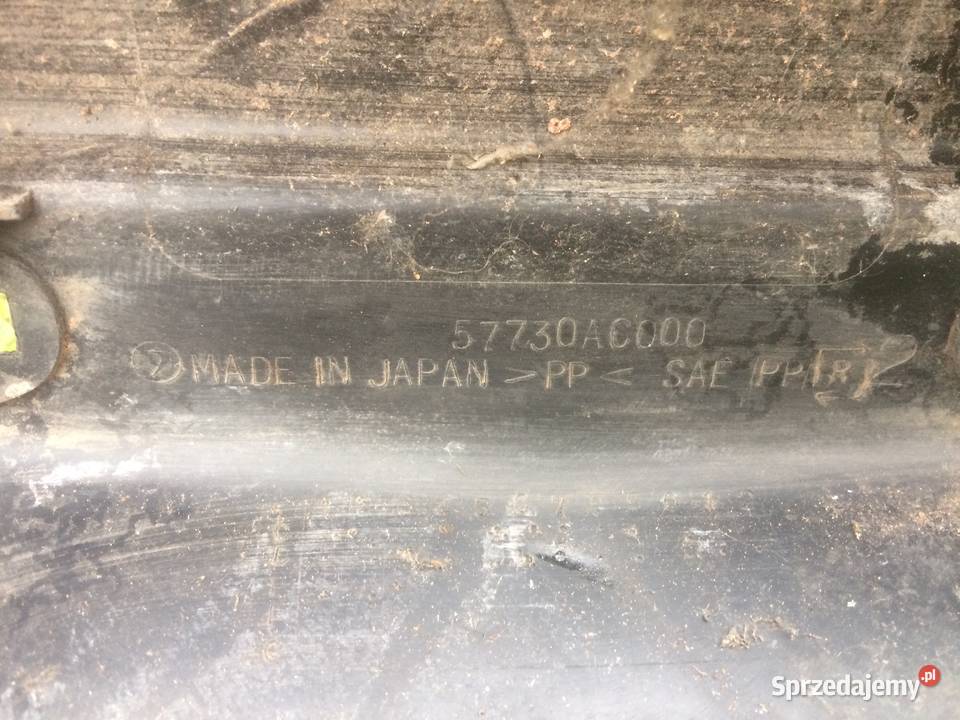 57730AC000
MADE IN JAPAN >PP< SAE PP
Sprzedajemy.pl